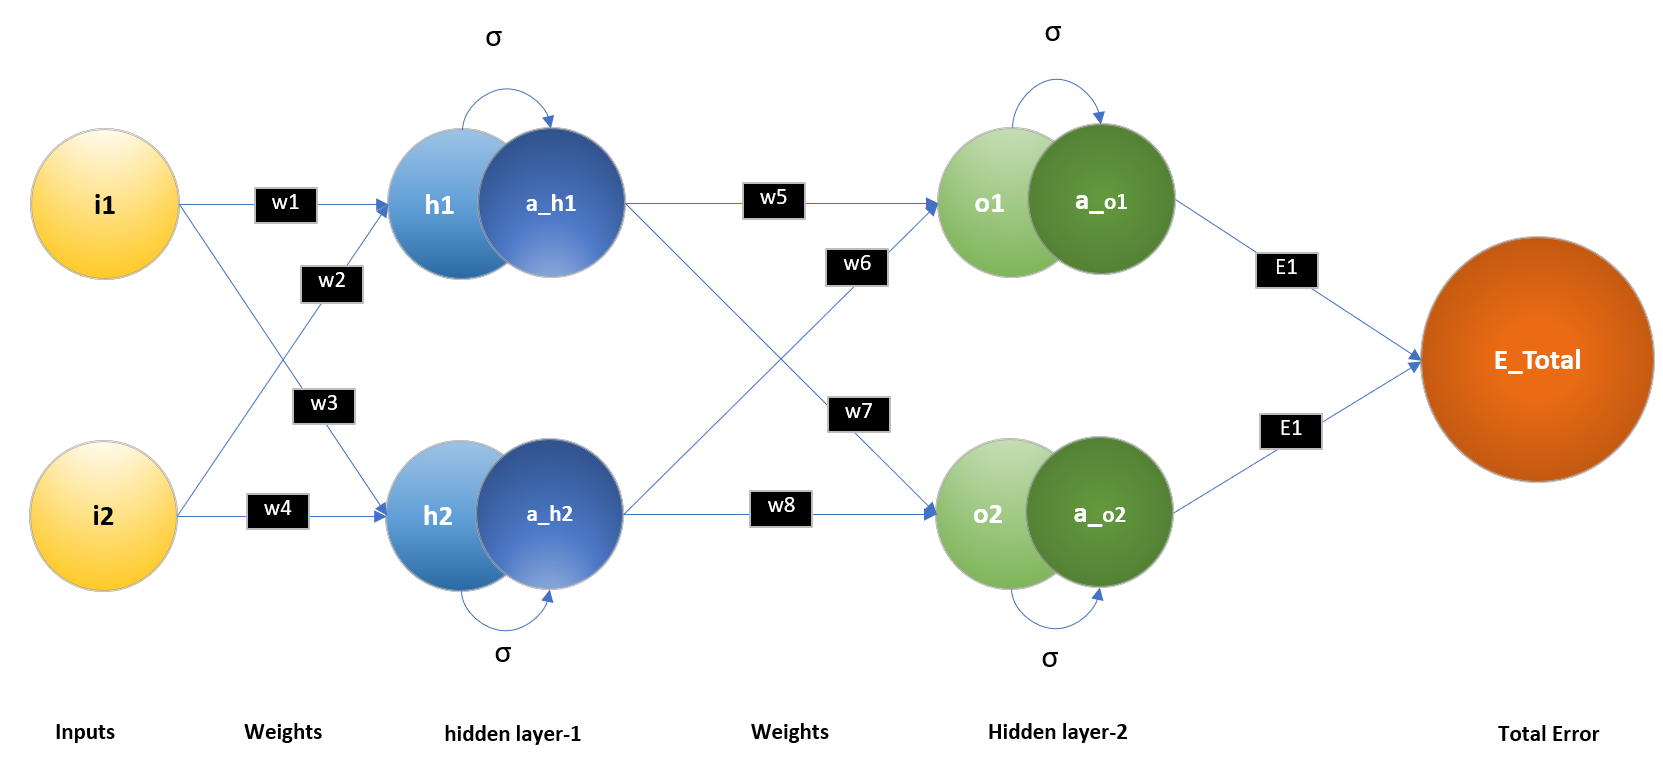 σ
σ
i1
w1
h1
a_h1
w5
o1
a_o1
w2
w6
E1
E_Total
w3
w7
E1
i2
w4
h2
a_h2
w8
o2
a_o2
σ
σ
Inputs
Weights
hidden layer-1
Weights
Hidden layer-2
Total Error